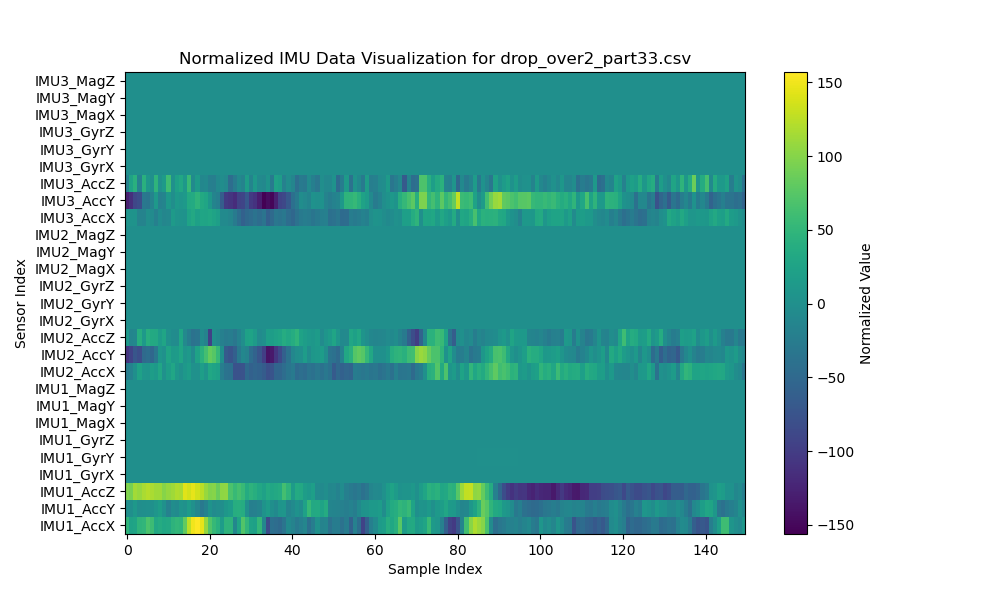 Normalized IMU Data Visualization for drop_over2_part33.csv
IMU3_MagZ
IMU3_MagY
IMU3_MagX
IMU3_GyrZ
IMU3_GyrY
IMU3_GyrX
IMU3_AccZ
IMU3_AccY
IMU3_AccX
IMU2_MagZ
IMU2_MagY
IMU2_MagX
IMU2_GyrZ
IMU2_GyrY
IMU2_GyrX
IMU2_AccZ
IMU2_AccY
IMU2_AccX
IMU1_MagZ
IMU1_MagY
IMU1_MagX
IMU1_GyrZ
IMU1_GyrY
IMU1_GyrX
IMU1_AccZ
IMU1_AccY
IMU1_AccX
Sensor Index
0 20 40 60 80 100 120 140
Sample Index
150
100
50
0
−50
−100
−150
Normalized Value